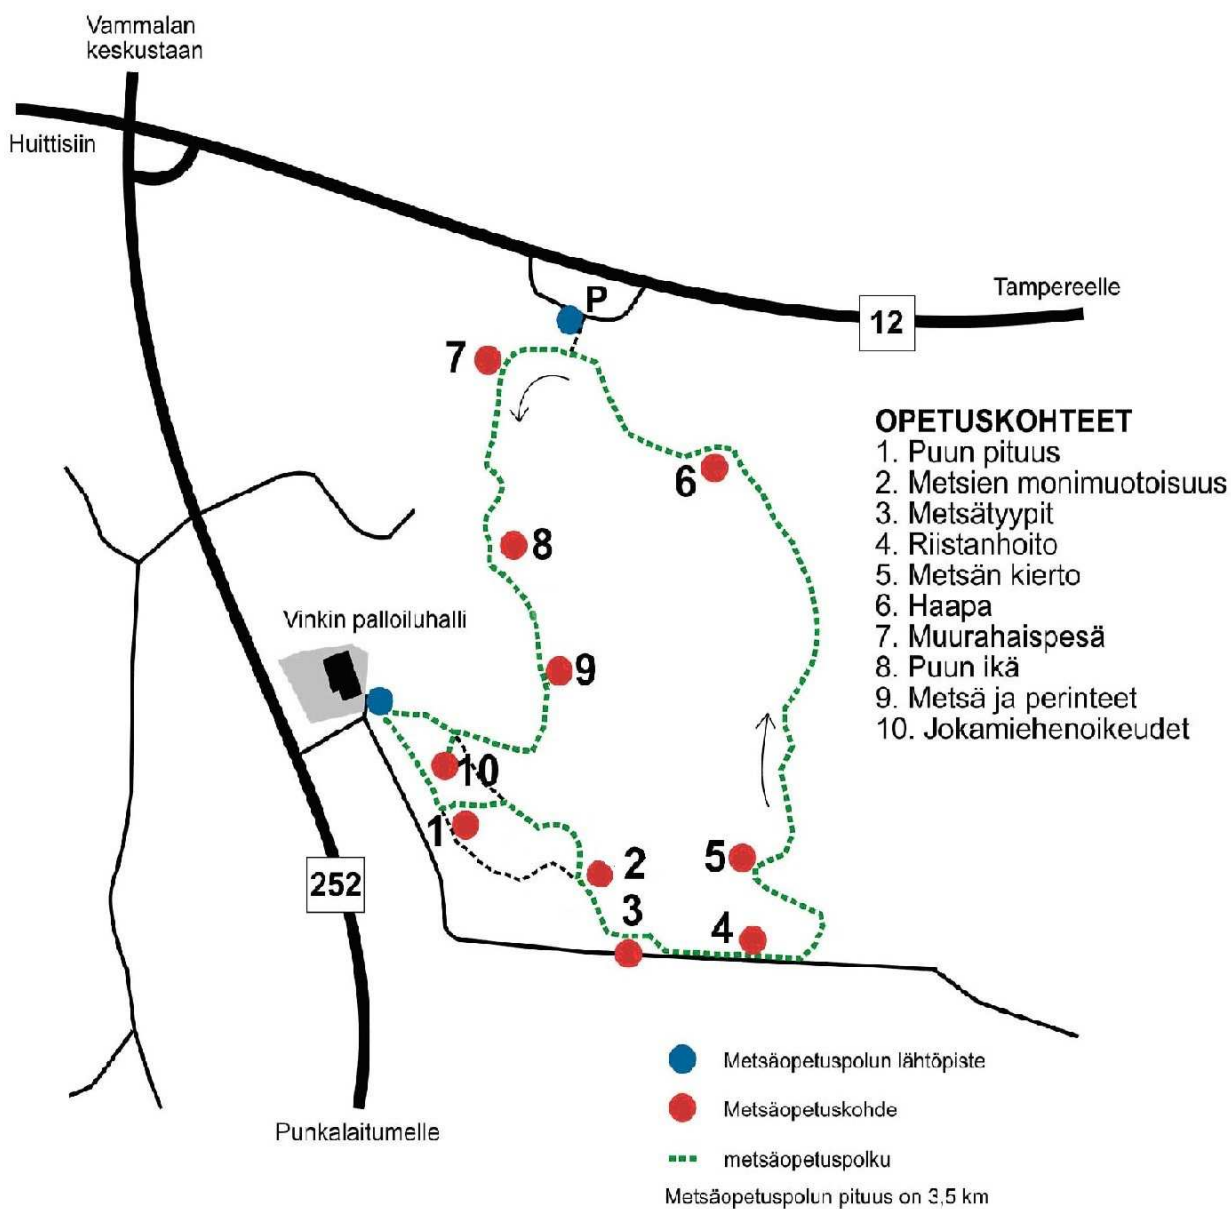 Vammalan
keskustaan
Huittisiin
P
Tampereelle
12
7
6
OPETUSKOHTEET
1. Puun pituus
2. Metsien monimuotoisuus
3. Metsätyypit
4. Riistanhoito
5. Metsän kierto
6. Haapa
7. Muurahaispesä
8. Puun ikä
9. Metsä ja perinteet
10. Jokamiehenoikeudet
8
Vinkin palloiluhalli
9
10
1
2
5
252
3
4
Metsäopetuspolun lähtöpiste
Metsäopetuskohde
Punkalaitumelle
metsäopetuspolku
Metsäopetuspolun pituus on 3,5 km